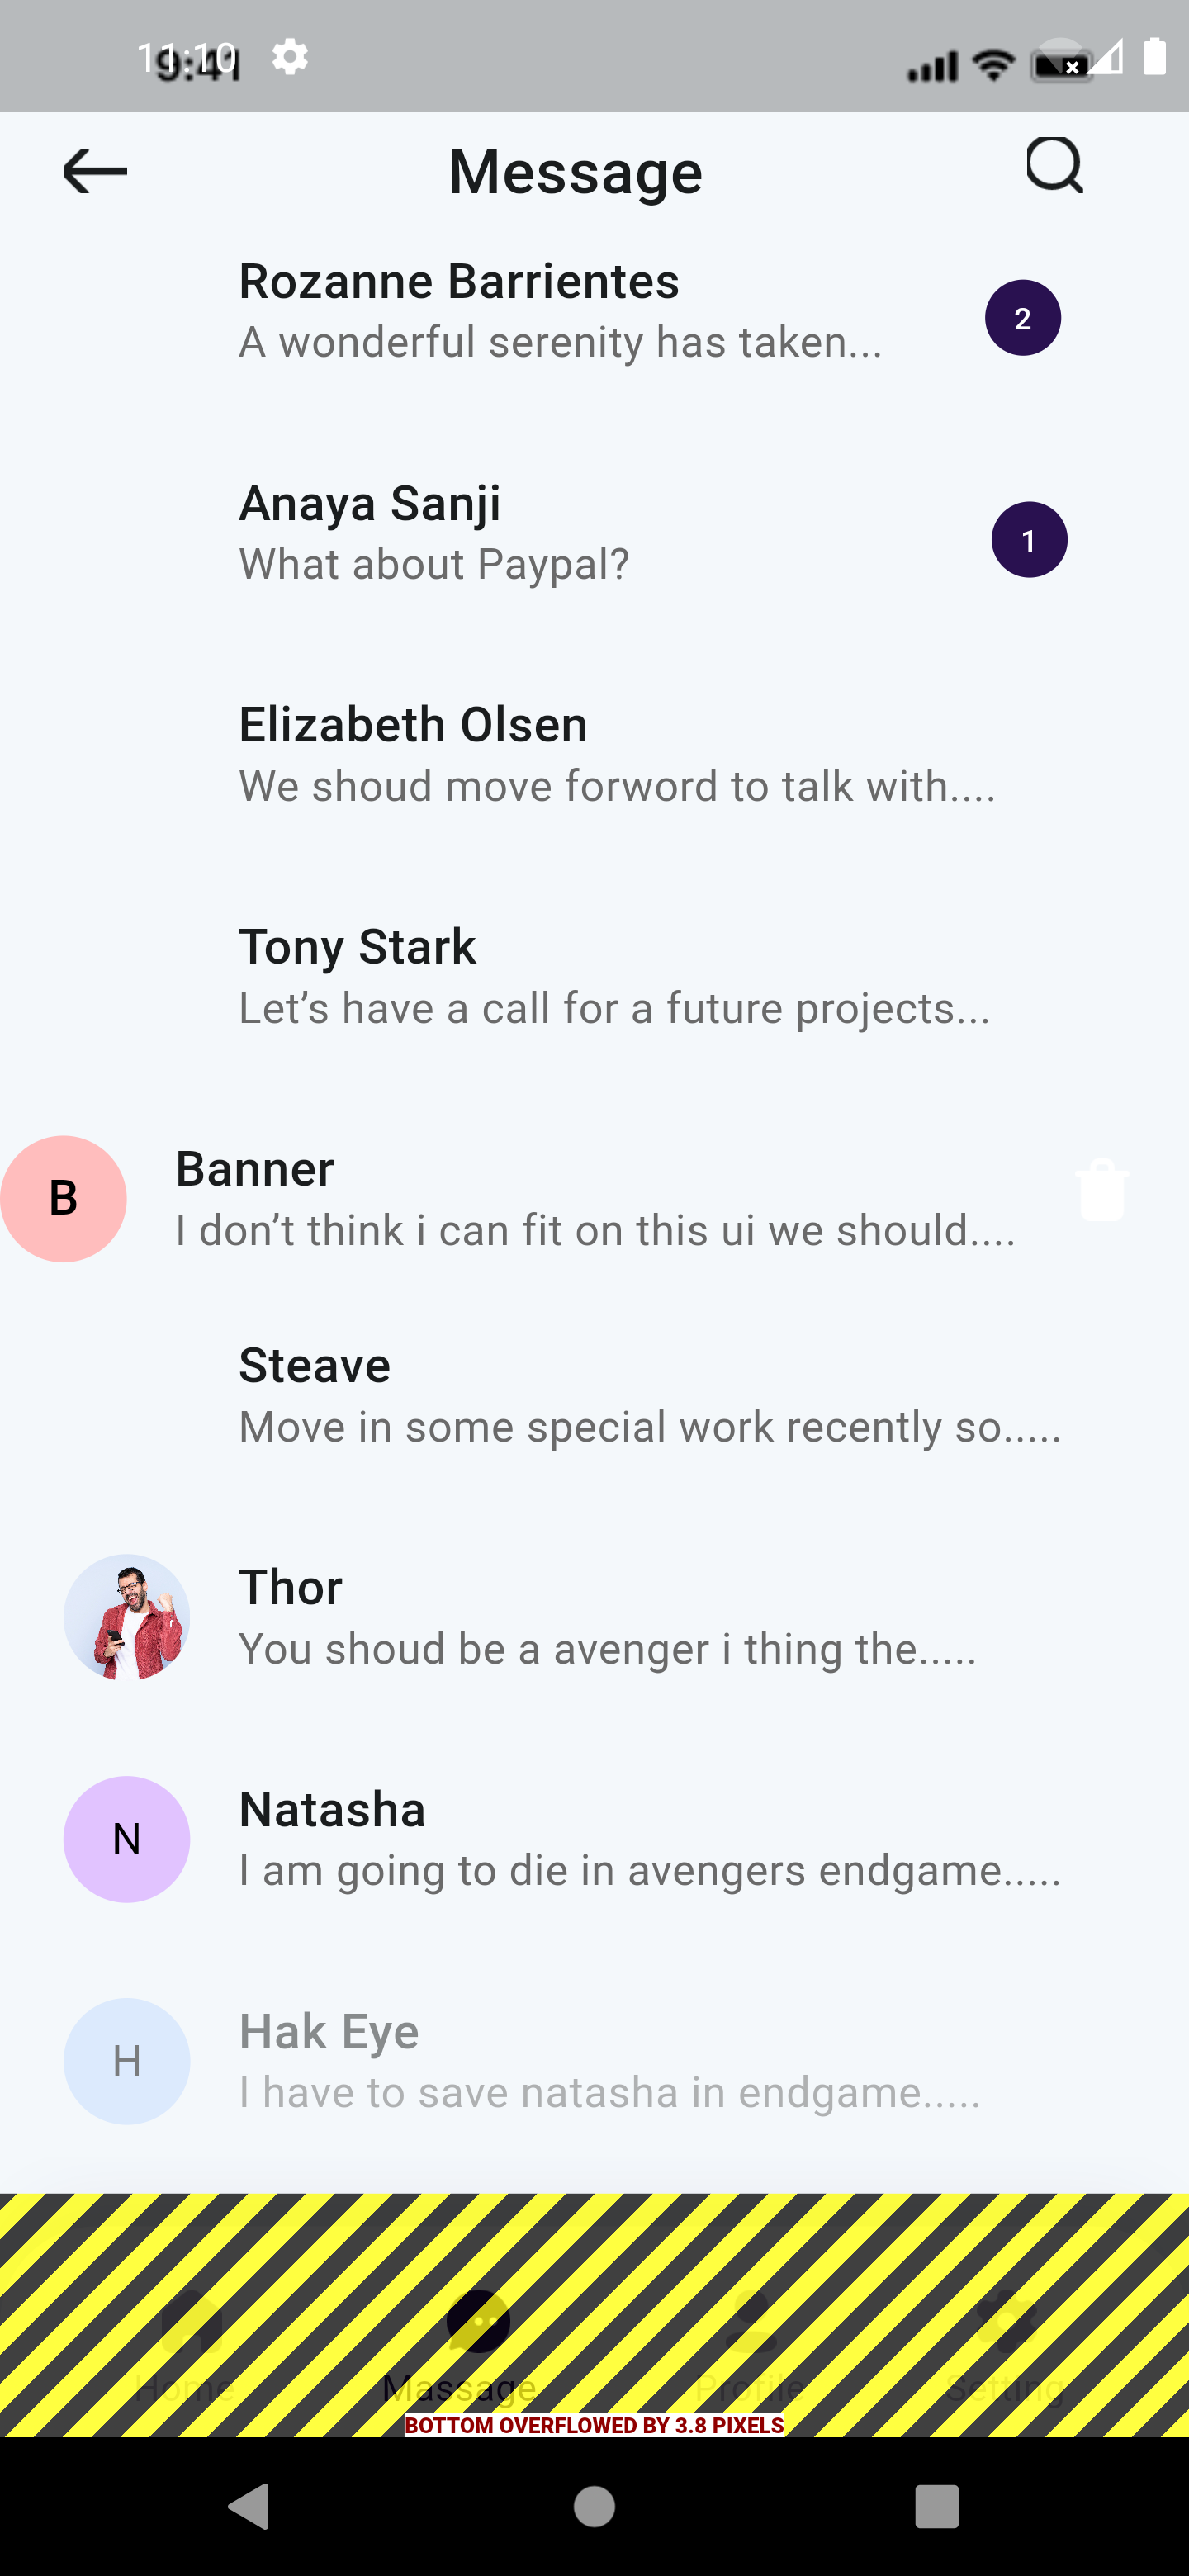 11:10
9:41
Message
Rozanne Barrientes
A wonderful serenity has taken...
2
Anaya Sanji
What about Paypal?
1
Elizabeth Olsen
We shoud move forword to talk with....
Tony Stark
Let’s have a call for a future projects...
B
Banner
I don’t think i can fit on this ui we should....
Steave
Move in some special work recently so.....
Thor
You shoud be a avenger i thing the.....
N
Natasha
I am going to die in avengers endgame.....
H
Hak Eye
I have to save natasha in endgame.....
Home
Massage
Profile
Setting
BOTTOM OVERFLOWED BY 3.8 PIXELS